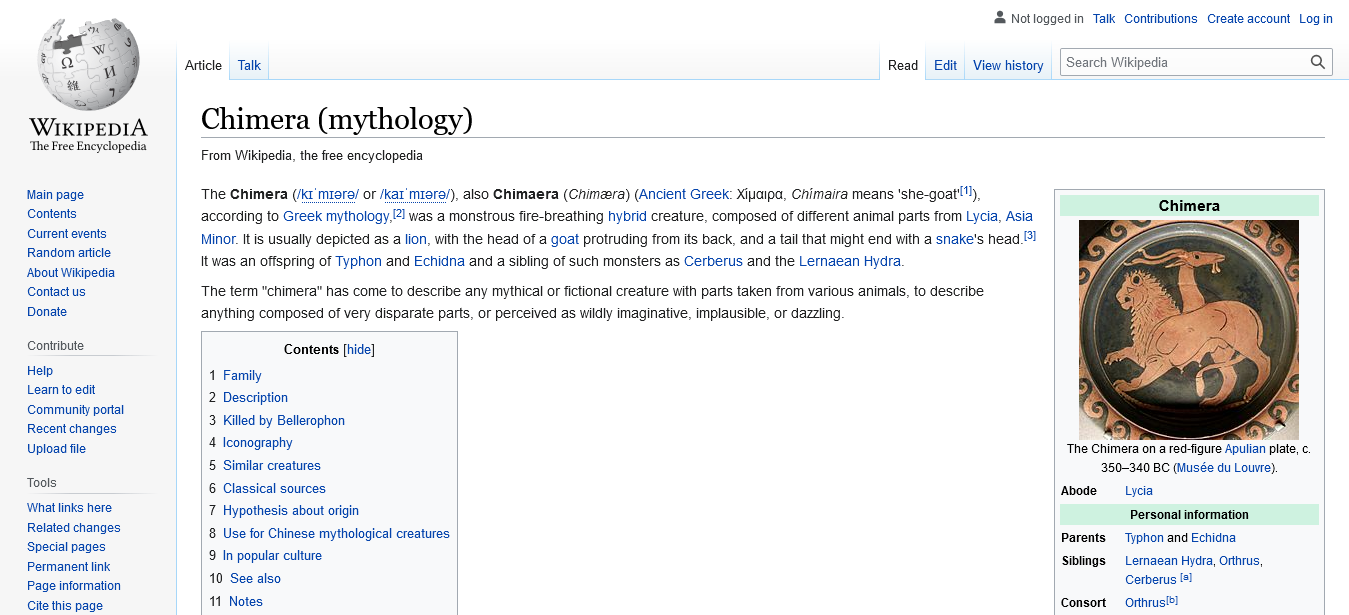 Not logged in Talk Contributions Create account Log in
Article Talk Read Edit View history Search Wikipedia
WIKIPEDIA
The Free Encyclopedia
Main page
Contents
Current events
Random article
About Wikipedia
Contact us
Donate
Contribute
Help
Learn to edit
Community portal
Recent changes
Upload file
Tools
What links here
Related changes
Special pages
Permanent link
Page information
Cite this page
Chimera (mythology)
From Wikipedia, the free encyclopedia
The Chimera (/kɪˈmɪərə/ or /kaɪˈmɪərə/), also Chimaera (Chimæra) (Ancient Greek: Χίμαιρα, Chímaira means 'she-goat'[1]),
according to Greek mythology,[2] was a monstrous fire-breathing hybrid creature, composed of different animal parts from Lycia, Asia
Minor. It is usually depicted as a lion, with the head of a goat protruding from its back, and a tail that might end with a snake's head.[3]
It was an offspring of Typhon and Echidna and a sibling of such monsters as Cerberus and the Lernaean Hydra.
The term "chimera" has come to describe any mythical or fictional creature with parts taken from various animals, to describe
anything composed of very disparate parts, or perceived as wildly imaginative, implausible, or dazzling.
Contents [hide]
1 Family
2 Description
3 Killed by Bellerophon
4 Iconography
5 Similar creatures
6 Classical sources
7 Hypothesis about origin
8 Use for Chinese mythological creatures
9 In popular culture
10 See also
11 Notes
Chimera
The Chimera on a red-figure Apulian plate, c.
350–340 BC (Musée du Louvre).
Abode Lycia
Personal information
Parents Typhon and Echidna
Siblings Lernaean Hydra, Orthrus,
Cerberus [a]
Consort Orthrus[b]